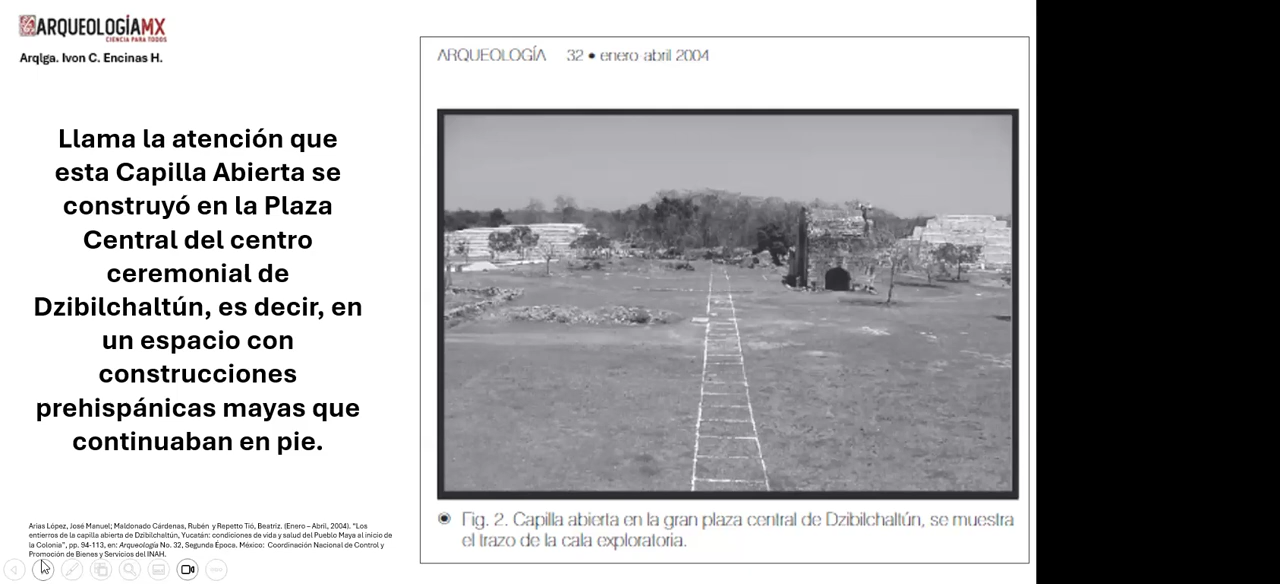 ARQUEOLOGÍAMX
CIENCIA PARA TODOS
Arqlga. Ivon C. Encinas H.
Llama la atención que
esta Capilla Abierta se
construyó en la Plaza
Central del centro
ceremonial de
Dzibilchaltún, es decir, en
un espacio con
construcciones
prehispánicas mayas que
continuaban en pie.
Arias López, José Manuel; Maldonado Cárdenas, Rubén y Repetto Tió, Beatriz. (Enero – Abril, 2004). "Los
entierros de la capilla abierta de Dzibilchaltún, Yucatán: condiciones de vida y salud del Pueblo Maya al inicio de
la Colonia", pp. 94-113, en: Arqueología No. 32, Segunda Época. México: Coordinación Nacional de Control y
Promoción de Bienes y Servicios del INAH.
ARQUEOLOGÍA 32 • enero-abril 2004
Fig. 2. Capilla abierta en la gran plaza central de Dzibilchaltún, se muestra
el trazo de la cala exploratoria.